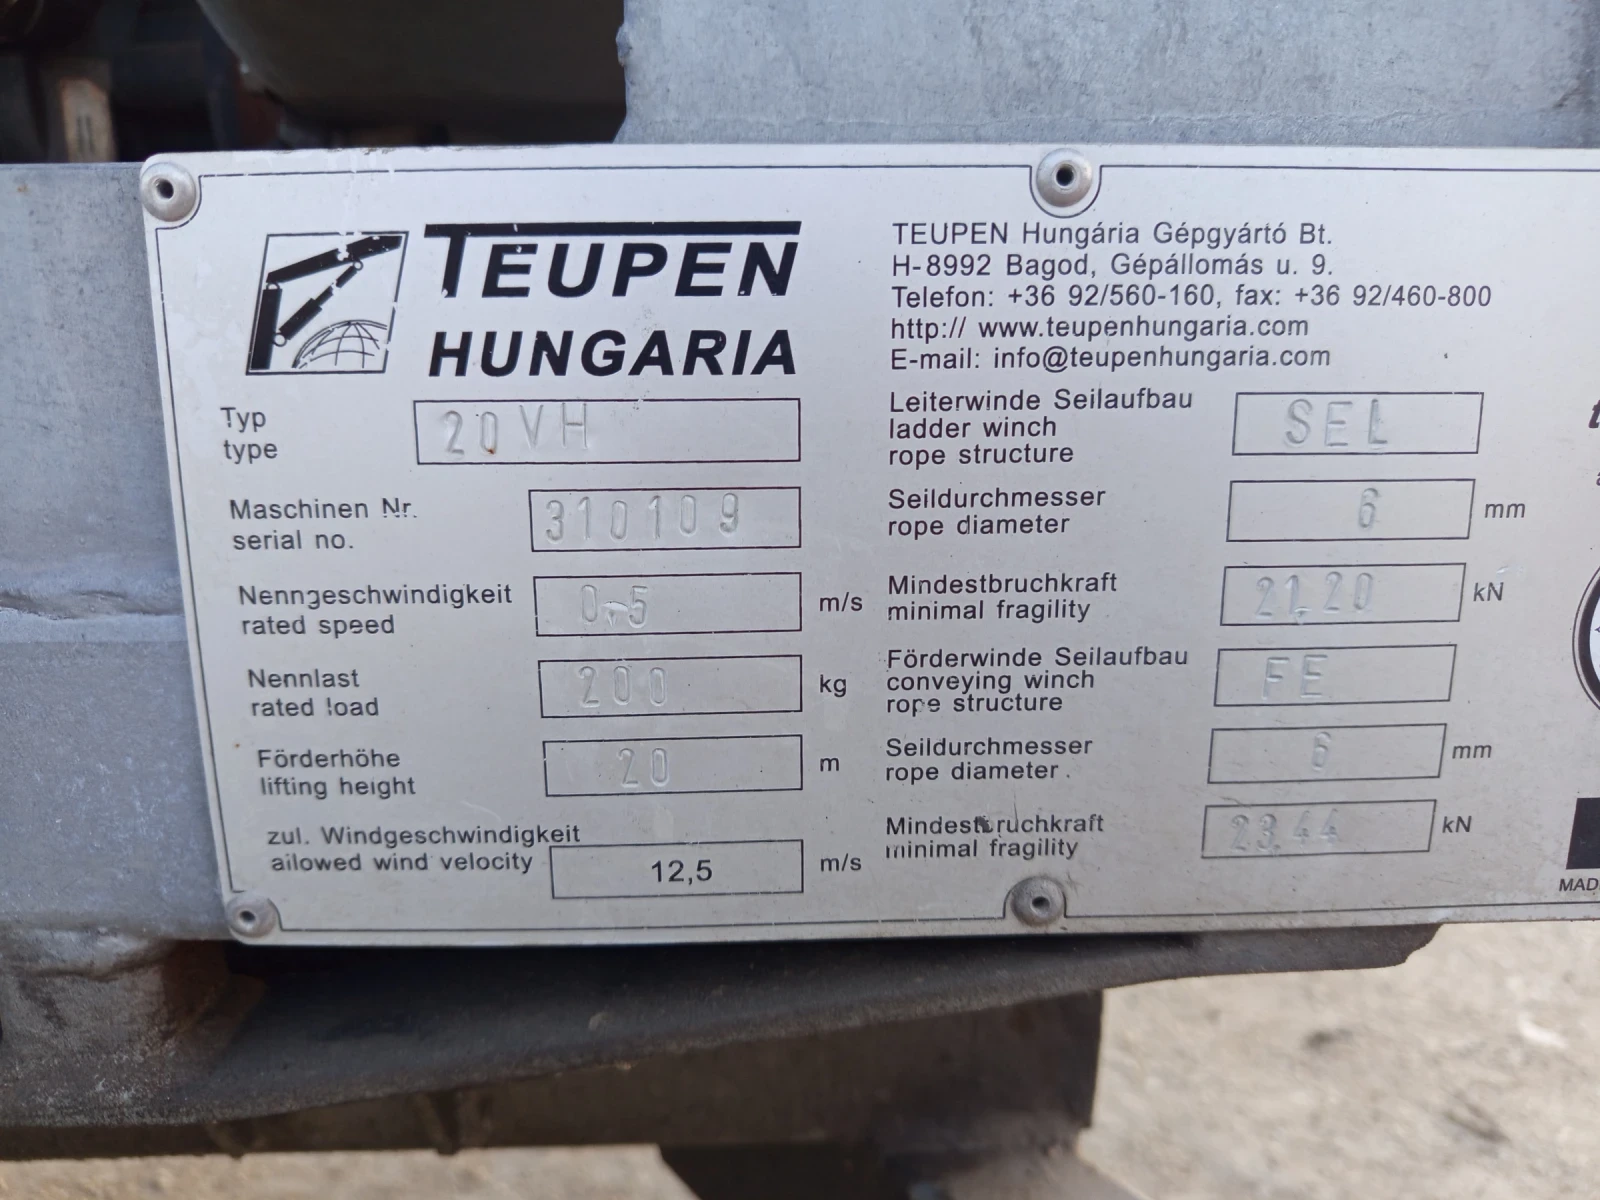 TEUPEN
HUNGARIA
TEUPEN Hungária Gépgyártó Bt.
H-8992 Bagod, Gépállomás u. 9.
Telefon: +36 92/560-160, fax: +36 92/460-800
http:// www.teupenhungaria.com
E-mail: info@teupenhungaria.com
Typ
type
20VH
Maschinen Nr.
serial no.
310109
Nenngeschwindigkeit
rated speed
0,5 m/s
Nennlast
rated load
200 kg
Förderhöhe
lifting height
20 m
zul. Windgeschwindigkeit
allowed wind velocity
12,5 m/s
Leiterwinde Seilaufbau
ladder winch
rope structure
SEL
Seildurchmesser
rope diameter
6 mm
Mindestbruchkraft
minimal fragility
21,20 kN
Förderwinde Seilaufbau
conveying winch
rope structure
FE
Seildurchmesser
rope diameter
6 mm
Mindestbruchkraft
minimal fragility
23,44 kN